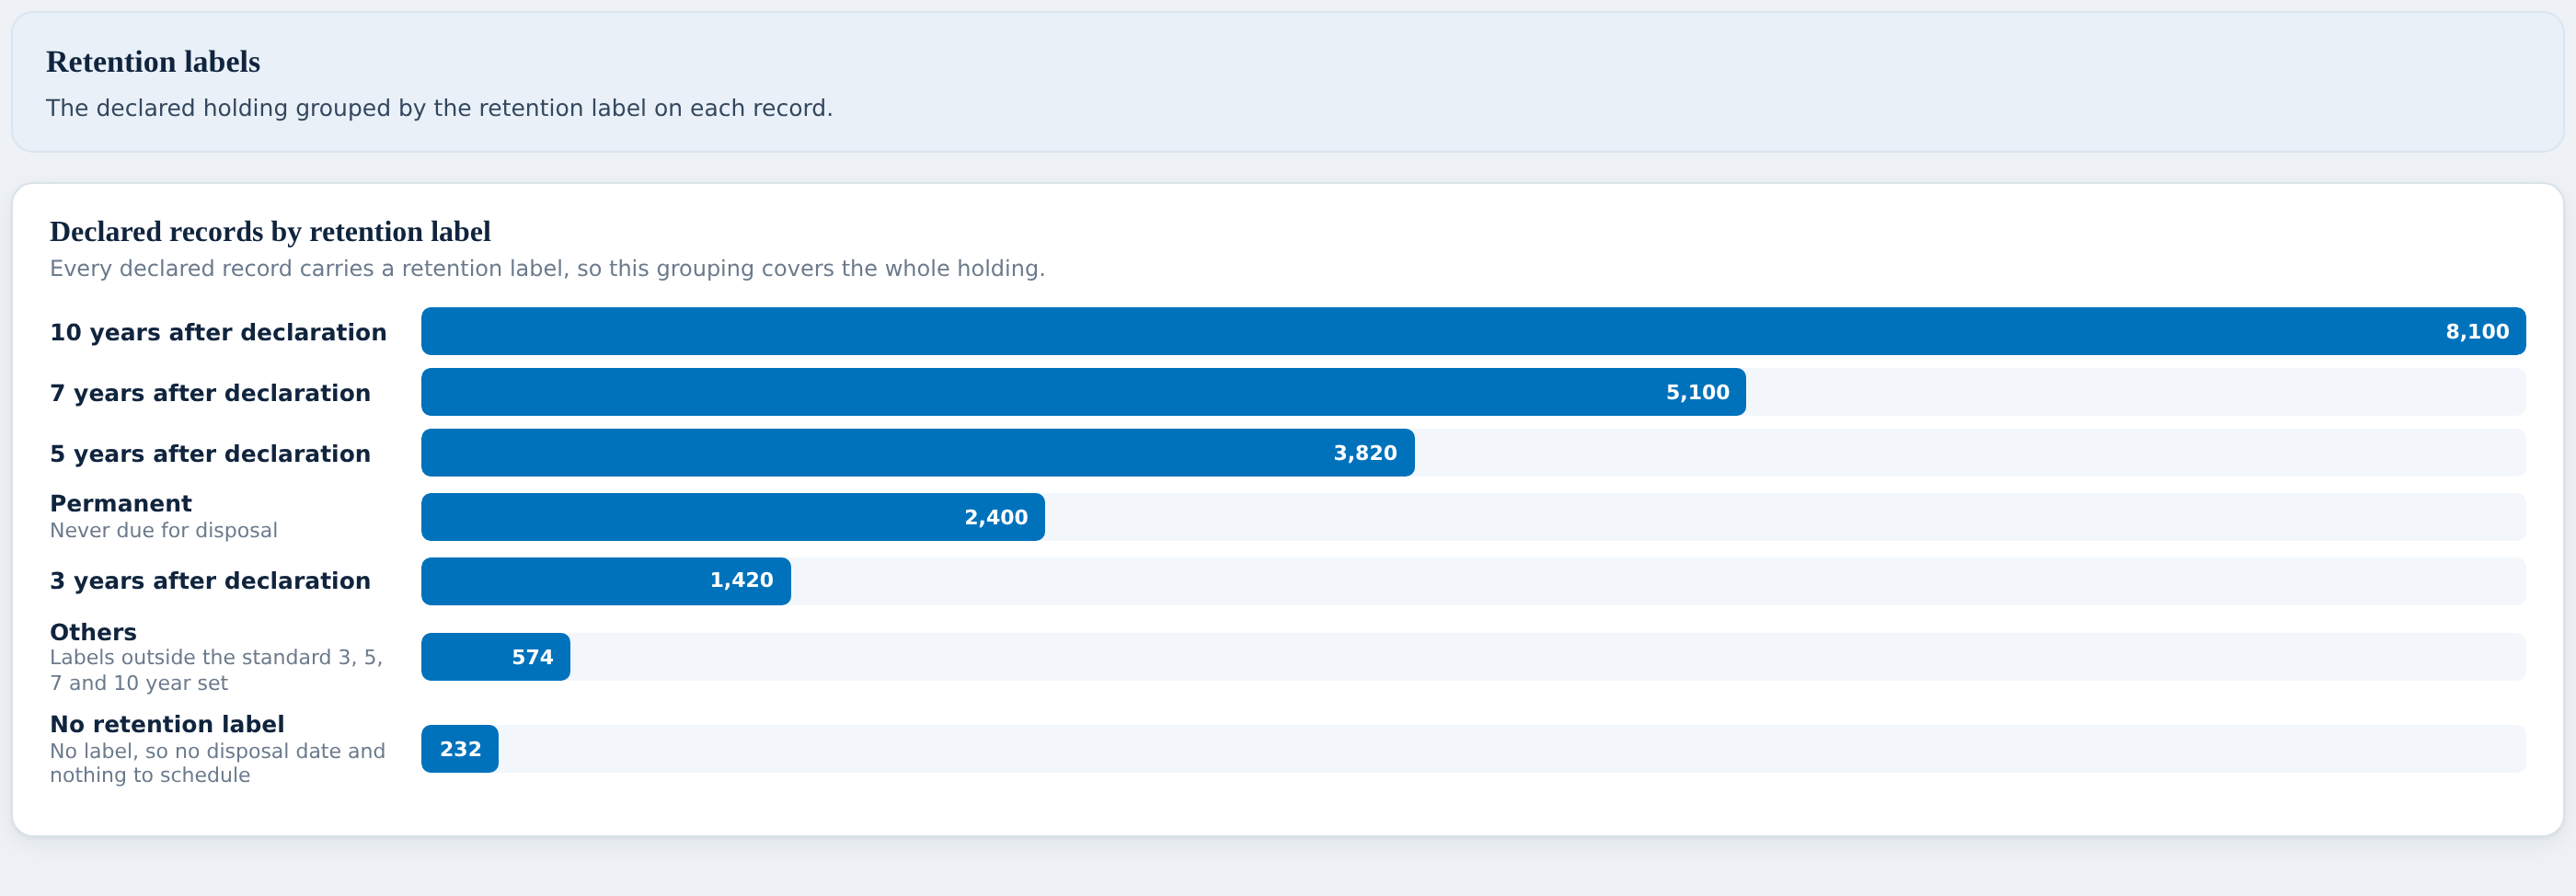 Retention labels
The declared holding grouped by the retention label on each record.
Declared records by retention label
Every declared record carries a retention label, so this grouping covers the whole holding.
10 years after declaration
8,100
7 years after declaration
5,100
5 years after declaration
3,820
Permanent
Never due for disposal
2,400
3 years after declaration
1,420
Others
Labels outside the standard 3, 5,
7 and 10 year set
574
No retention label
No label, so no disposal date and
nothing to schedule
232